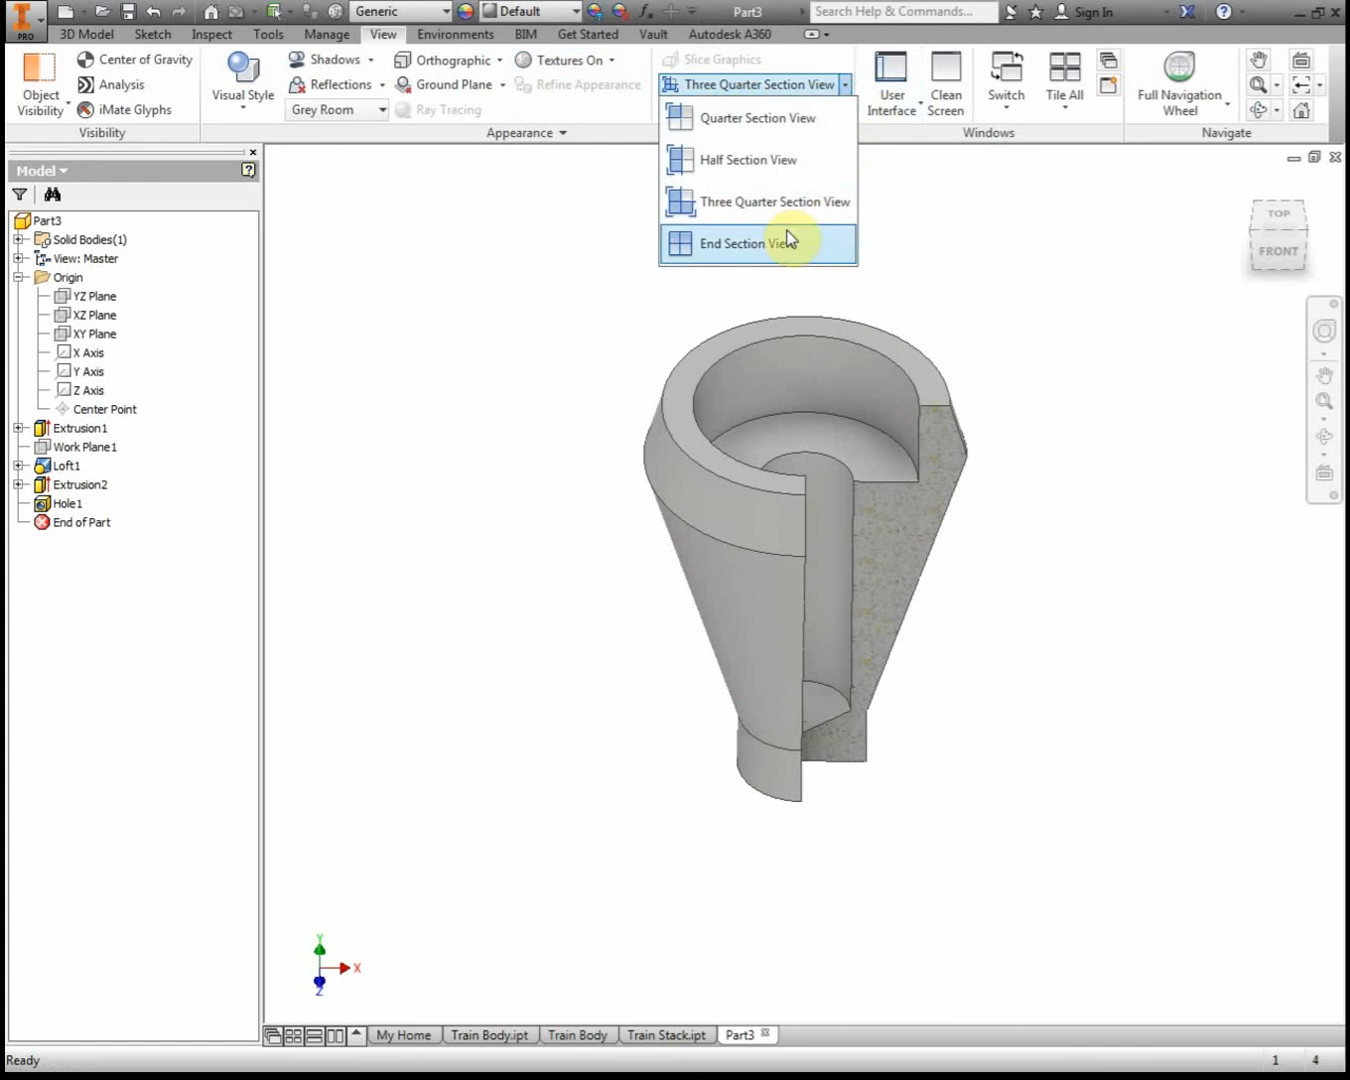 PRO
Generic
Default
Part3
Search Help & Commands...
Sign In
3D Model
Sketch
Inspect
Tools
Manage
View
Environments
BIM
Get Started
Vault
Autodesk A360
Object
Visibility
Center of Gravity
Analysis
iMate Glyphs
Visibility
Visual Style
Shadows
Reflections
Grey Room
Orthographic
Ground Plane
Ray Tracing
Textures On
Refine Appearance
Appearance
Slice Graphics
Three Quarter Section View
Quarter Section View
Half Section View
Three Quarter Section View
End Section View
User
Interface
Clean
Screen
Switch
Tile All
Windows
Full Navigation
Wheel
Navigate
Model
Part3
Solid Bodies(1)
View: Master
Origin
YZ Plane
XZ Plane
XY Plane
X Axis
Y Axis
Z Axis
Center Point
Extrusion1
Work Plane1
Loft1
Extrusion2
Hole1
End of Part
TOP
FRONT
Y
X
Z
My Home
Train Body.ipt
Train Body
Train Stack.ipt
Part3
Ready
1
4